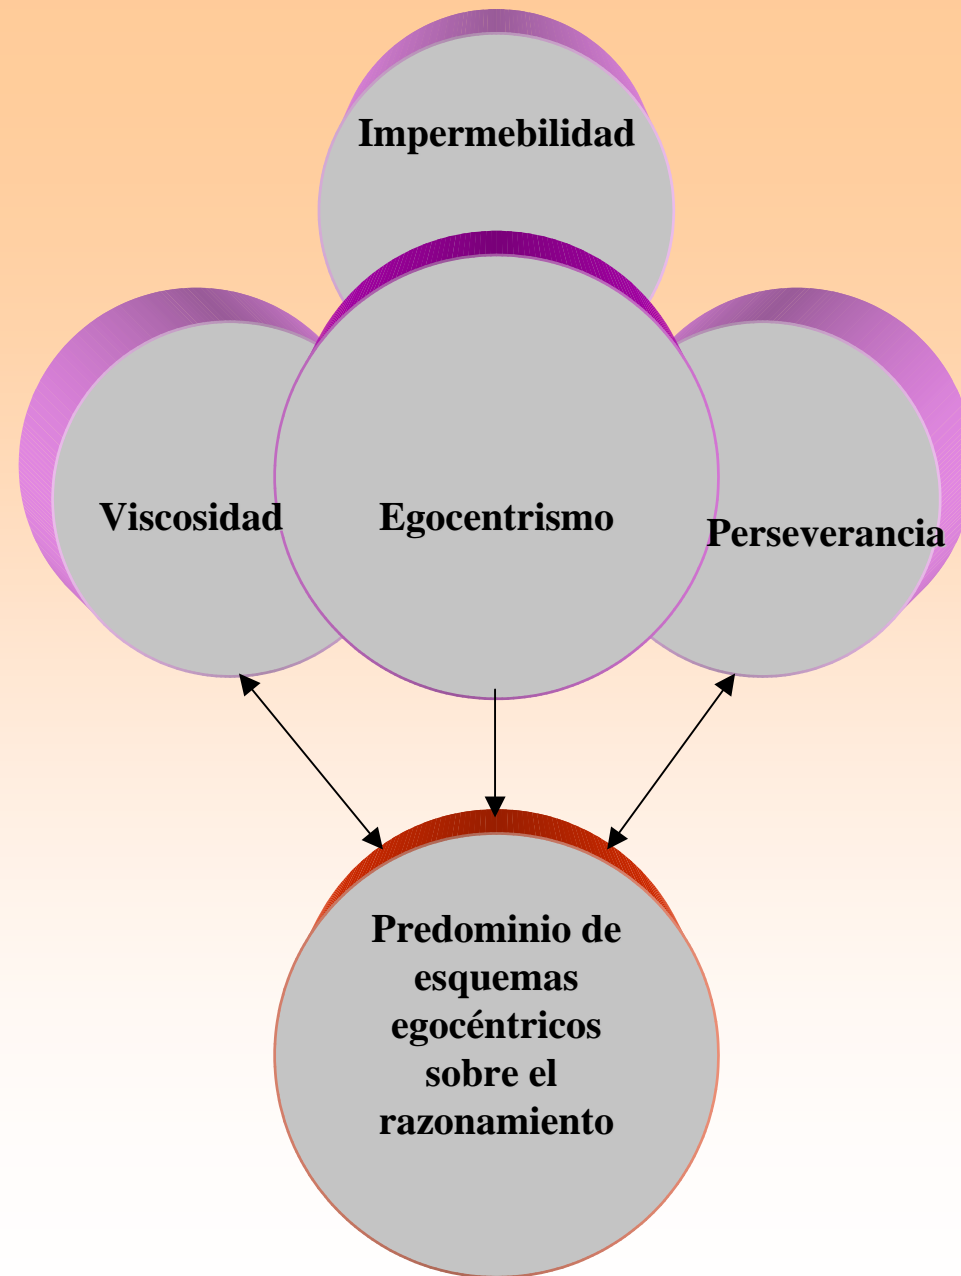 Impermebilidad
Viscosidad
Egocentrismo
Perseverancia
Predominio de
esquemas
egocéntricos
sobre el
razonamiento